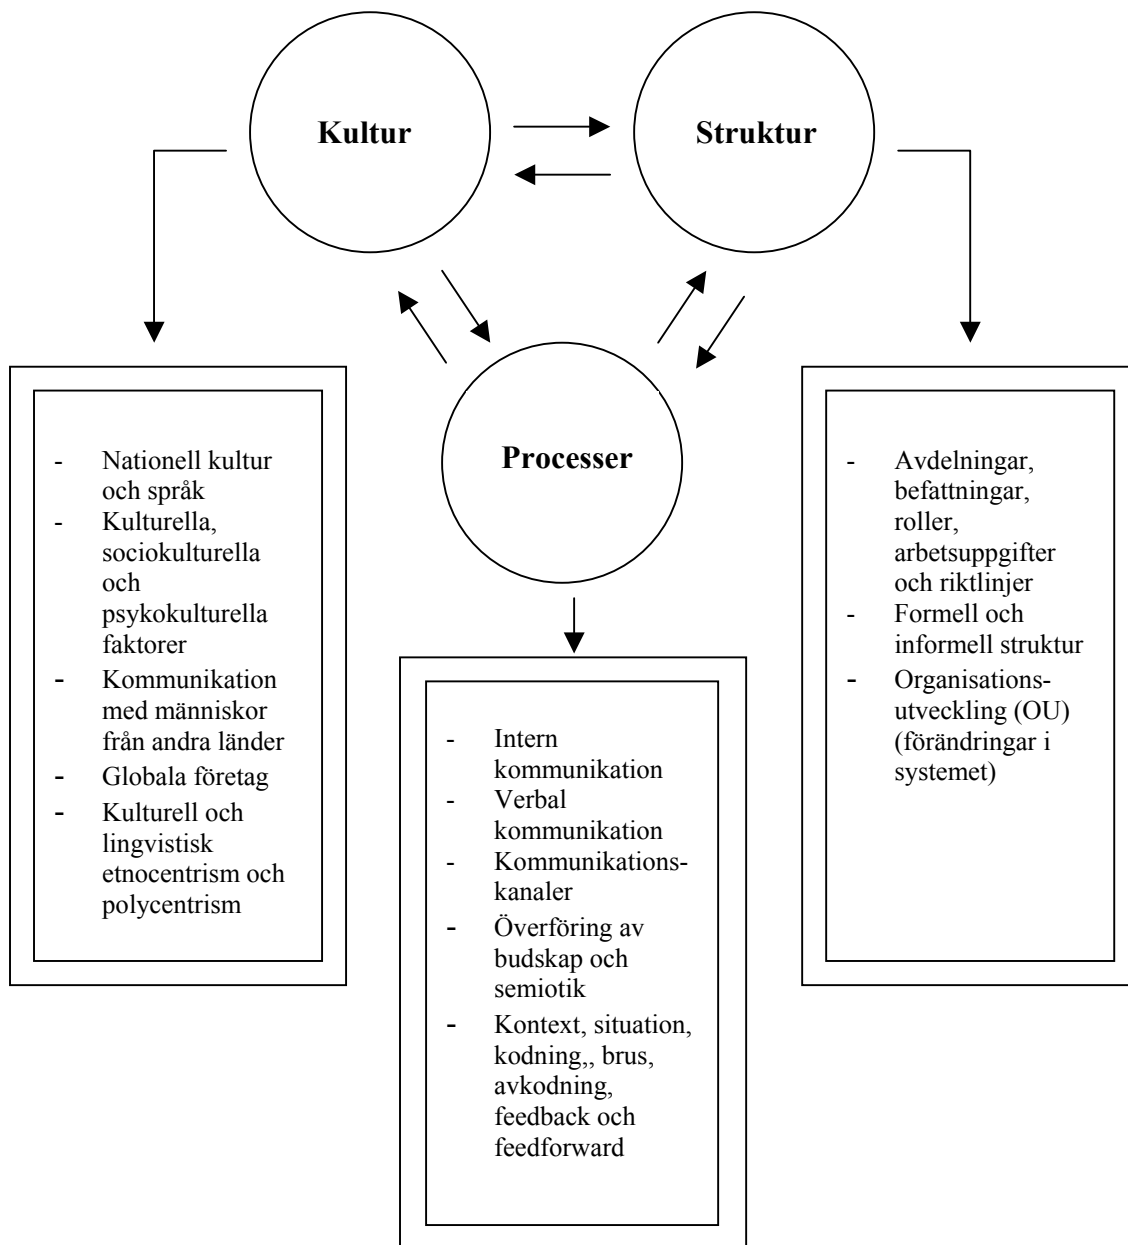 Kultur
Struktur
Processer
- Nationell kultur
och språk
- Kulturella,
sociokulturella
och
psykokulturella
faktorer
- Kommunikation
med människor
från andra länder
- Globala företag
- Kulturell och
lingvistisk
etnocentrism och
polycentrism
- Intern
kommunikation
- Verbal
kommunikation
- Kommunikations-
kanaler
- Överföring av
budskap och
semiotik
- Kontext, situation,
kodning,, brus,
avkodning,
feedback och
feedforward
- Avdelningar,
befattningar,
roller,
arbetsuppgifter
och riktlinjer
- Formell och
informell struktur
- Organisations-
utveckling (OU)
(förändringar i
systemet)